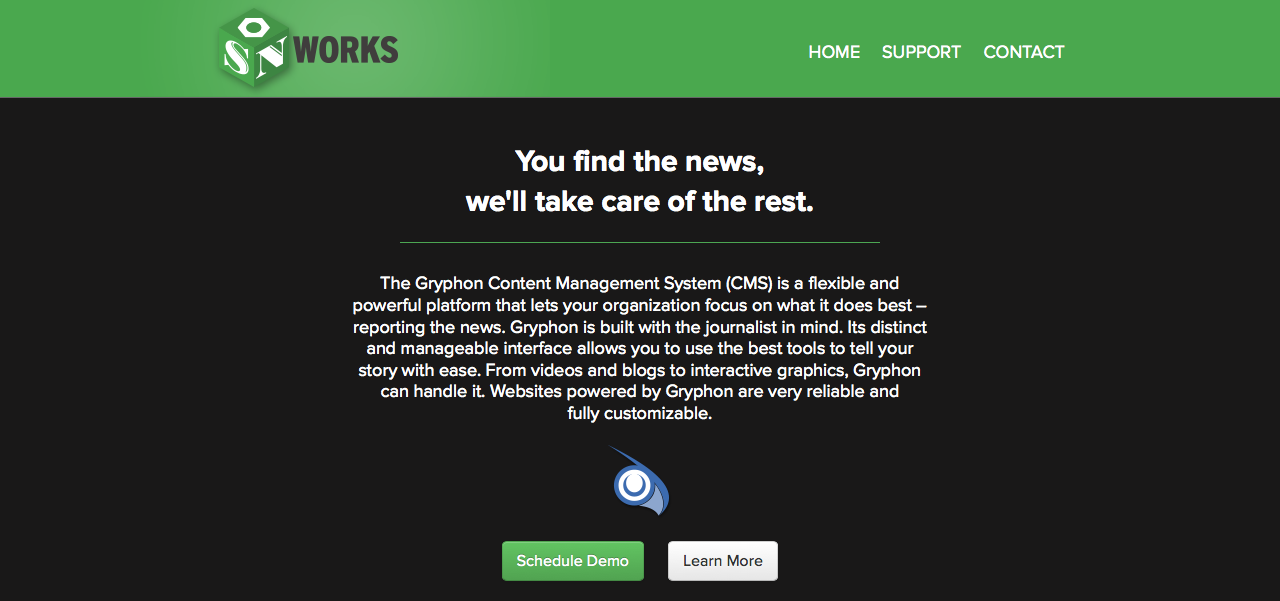 SNO WORKS
HOME SUPPORT CONTACT
You find the news,
we'll take care of the rest.
The Gryphon Content Management System (CMS) is a flexible and
powerful platform that lets your organization focus on what it does best –
reporting the news. Gryphon is built with the journalist in mind. Its distinct
and manageable interface allows you to use the best tools to tell your
story with ease. From videos and blogs to interactive graphics, Gryphon
can handle it. Websites powered by Gryphon are very reliable and
fully customizable.
Schedule Demo Learn More